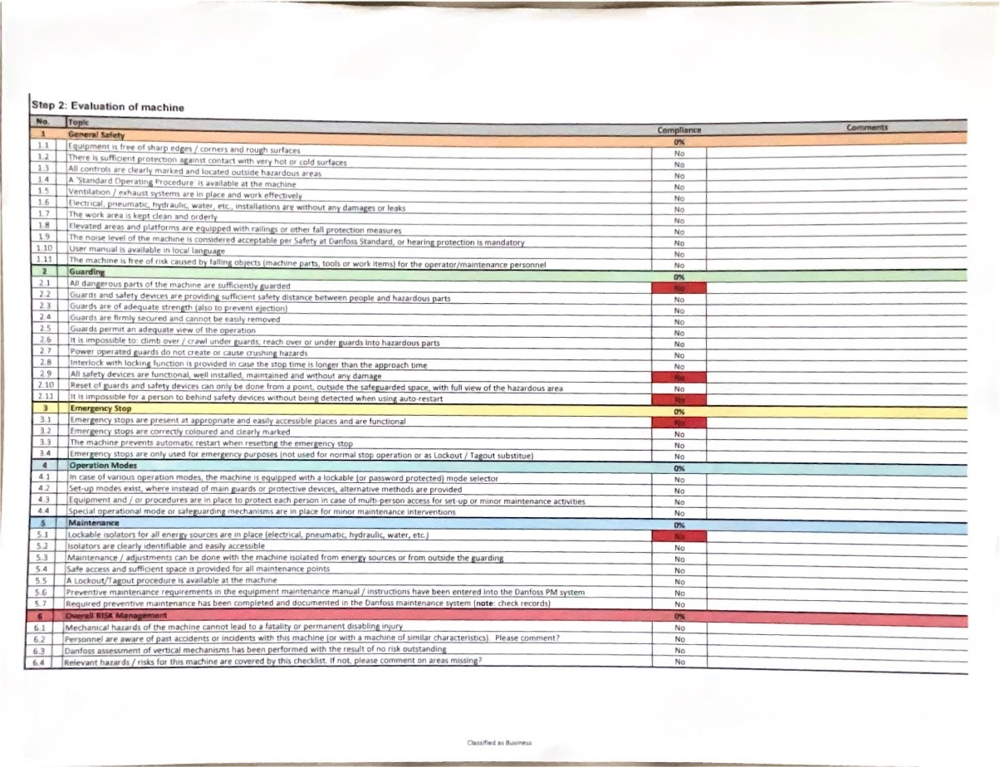 Step 2: Evaluation of machine
No. Topic Compliance Comments
1 General Safety 0%
1.1 Equipment is free of sharp edges / corners and rough surfaces No
1.2 There is sufficient protection against contact with very hot or cold surfaces No
1.3 All controls are clearly marked and located outside hazardous areas No
1.4 A 'Standard Operating Procedure' is available at the machine No
1.5 Ventilation / exhaust systems are in place and work effectively No
1.6 Electrical, pneumatic, hydraulic, water, etc., installations are without any damages or leaks No
1.7 The work area is kept clean and orderly No
1.8 Elevated areas and platforms are equipped with railings or other fall protection measures No
1.9 The noise level of the machine is considered acceptable per Safety at Danfoss Standard, or hearing protection is mandatory No
1.10 User manual is available in local language No
1.11 The machine is free of risk caused by falling objects (machine parts, tools or work items) for the operator/maintenance personnel No
2 Guarding 0%
2.1 All dangerous parts of the machine are sufficiently guarded No
2.2 Guards and safety devices are providing sufficient safety distance between people and hazardous parts No
2.3 Guards are of adequate strength (also to prevent ejection) No
2.4 Guards are firmly secured and cannot be easily removed No
2.5 Guards permit an adequate view of the operation No
2.6 It is impossible to: climb over / crawl under guards, reach over or under guards into hazardous parts No
2.7 Power operated guards do not create or cause crushing hazards No
2.8 Interlock with locking function is provided in case the stop time is longer than the approach time No
2.9 All safety devices are functional, well installed, maintained and without any damage No
2.10 Reset of guards and safety devices can only be done from a point, outside the safeguarded space, with full view of the hazardous area No
2.11 It is impossible for a person to behind safety devices without being detected when using auto-restart No
3 Emergency Stop 0%
3.1 Emergency stops are present at appropriate and easily accessible places and are functional No
3.2 Emergency stops are correctly coloured and clearly marked No
3.3 The machine prevents automatic restart when resetting the emergency stop No
3.4 Emergency stops are only used for emergency purposes (not used for normal stop operation or as Lockout / Tagout substitue) No
4 Operation Modes 0%
4.1 In case of various operation modes, the machine is equipped with a lockable (or password protected) mode selector No
4.2 Set-up modes exist, where instead of main guards or protective devices, alternative methods are provided No
4.3 Equipment and / or procedures are in place to protect each person in case of multi-person access for set-up or minor maintenance activities No
4.4 Special operational mode or safeguarding mechanisms are in place for minor maintenance interventions No
5 Maintenance 0%
5.1 Lockable isolators for all energy sources are in place (electrical, pneumatic, hydraulic, water, etc.) No
5.2 Isolators are clearly identifiable and easily accessible No
5.3 Maintenance / adjustments can be done with the machine isolated from energy sources or from outside the guarding No
5.4 Safe access and sufficient space is provided for all maintenance points No
5.5 A Lockout/Tagout procedure is available at the machine No
5.6 Preventive maintenance requirements in the equipment maintenance manual / instructions have been entered into the Danfoss PM system No
5.7 Required preventive maintenance has been completed and documented in the Danfoss maintenance system (note: check records) No
6 Overall RISK Management 0%
6.1 Mechanical hazards of the machine cannot lead to a fatality or permanent disabling injury No
6.2 Personnel are aware of past accidents or incidents with this machine (or with a machine of similar characteristics). Please comment? No
6.3 Danfoss assessment of vertical mechanisms has been performed with the result of no risk outstanding No
6.4 Relevant hazards / risks for this machine are covered by this checklist. If not, please comment on areas missing? No
Classified as Business